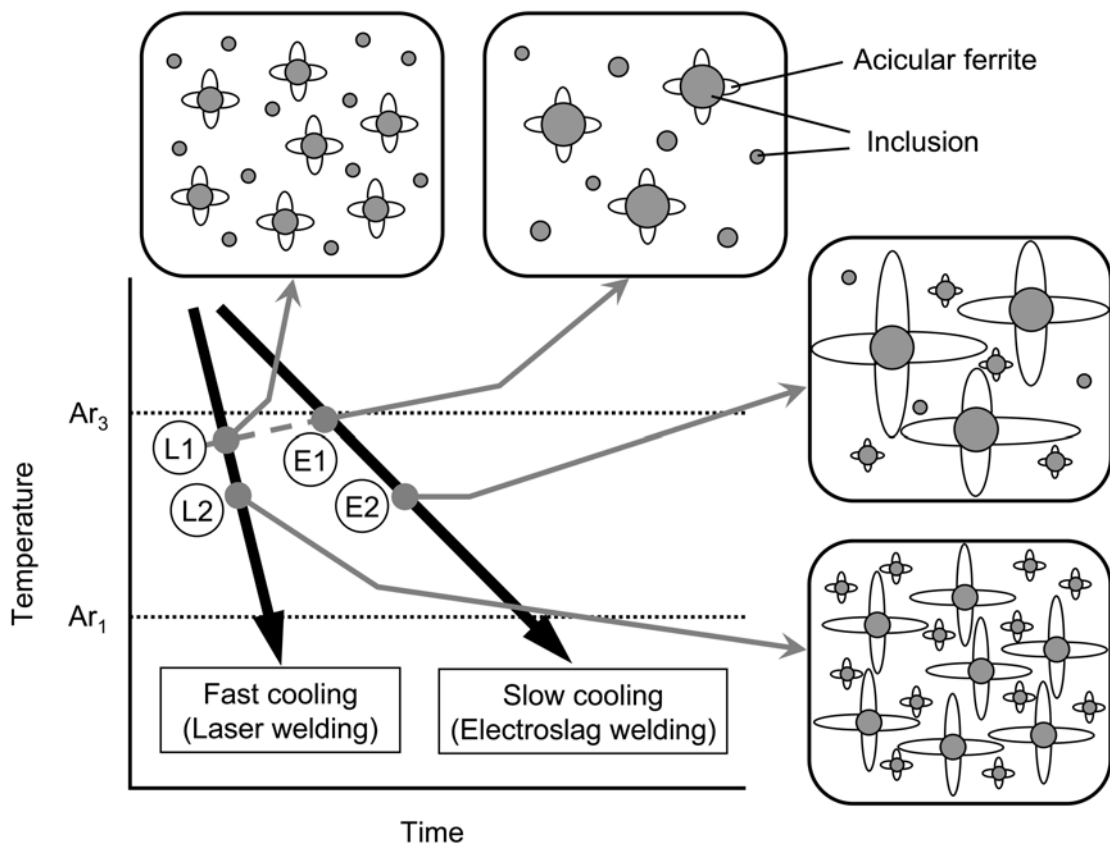 Acicular ferrite
Inclusion
Ar₃
L1
E1
L2
E2
Ar₁
Temperature
Fast cooling
(Laser welding)
Slow cooling
(Electroslag welding)
Time